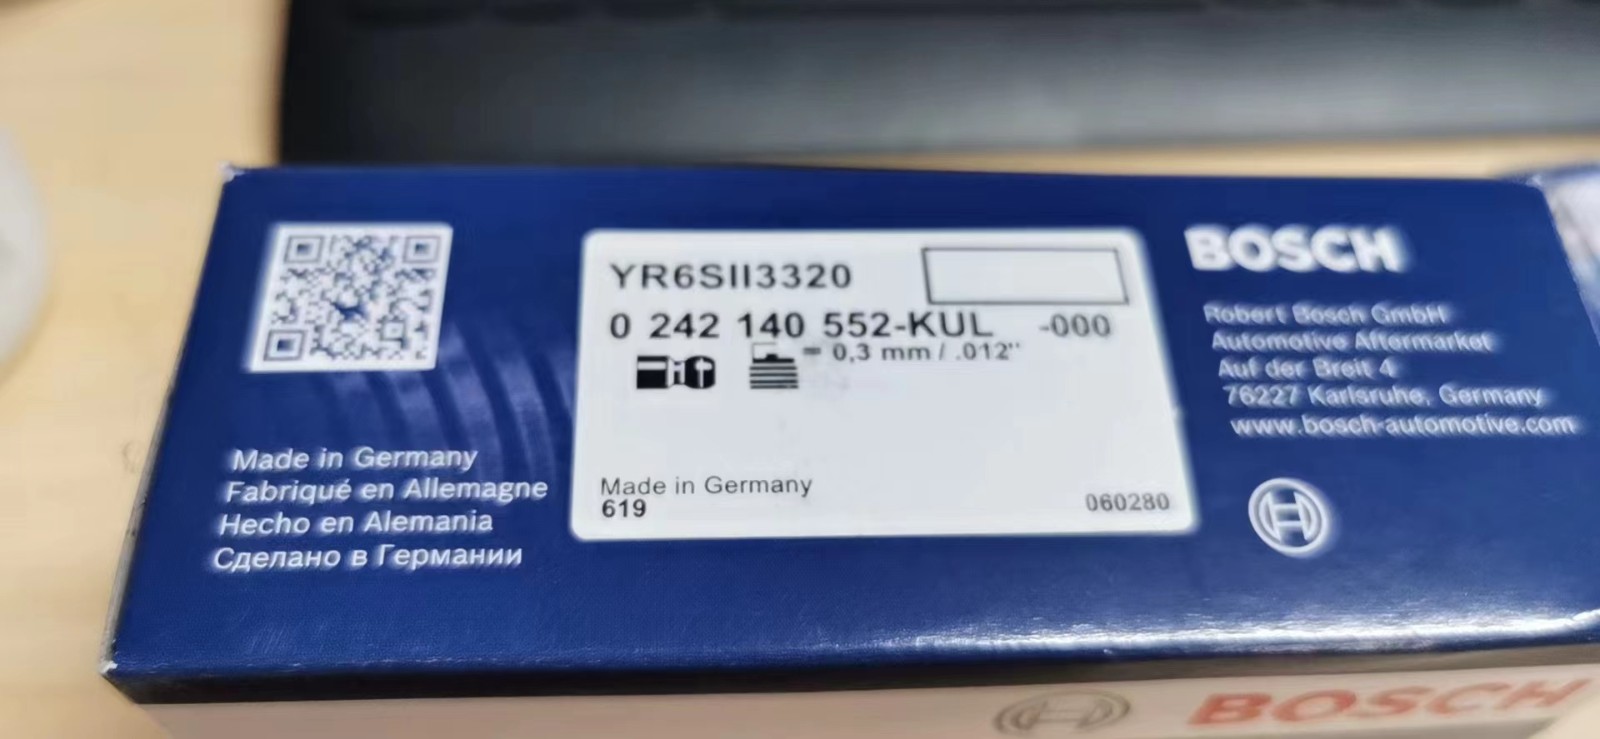 YR6SII3320
0 242 140 552-KUL -000
= 0,3 mm / .012"
Made in Germany
619
060280
Made in Germany
Fabriqué en Allemagne
Hecho en Alemania
Сделано в Германии
BOSCH
Robert Bosch GmbH
Automotive Aftermarket
Auf der Breit 4
76227 Karlsruhe, Germany
www.bosch-automotive.com
BOSCH